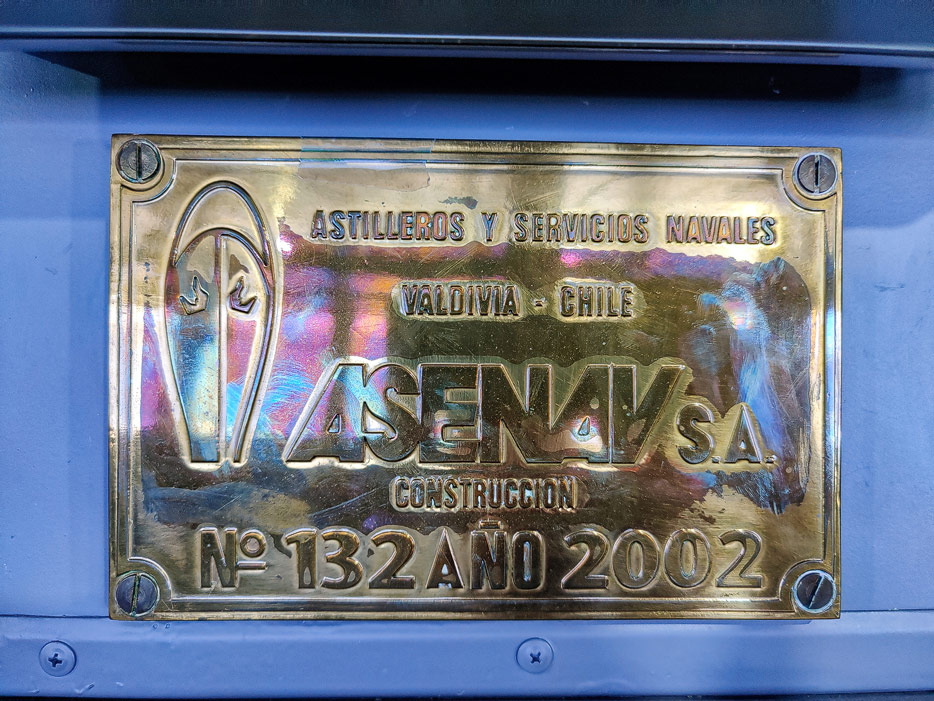 ASTILLEROS Y SERVICIOS NAVALES
VALDIVIA - CHILE
ASENAV S.A.
CONSTRUCCION
Nº 132 AÑO 2002